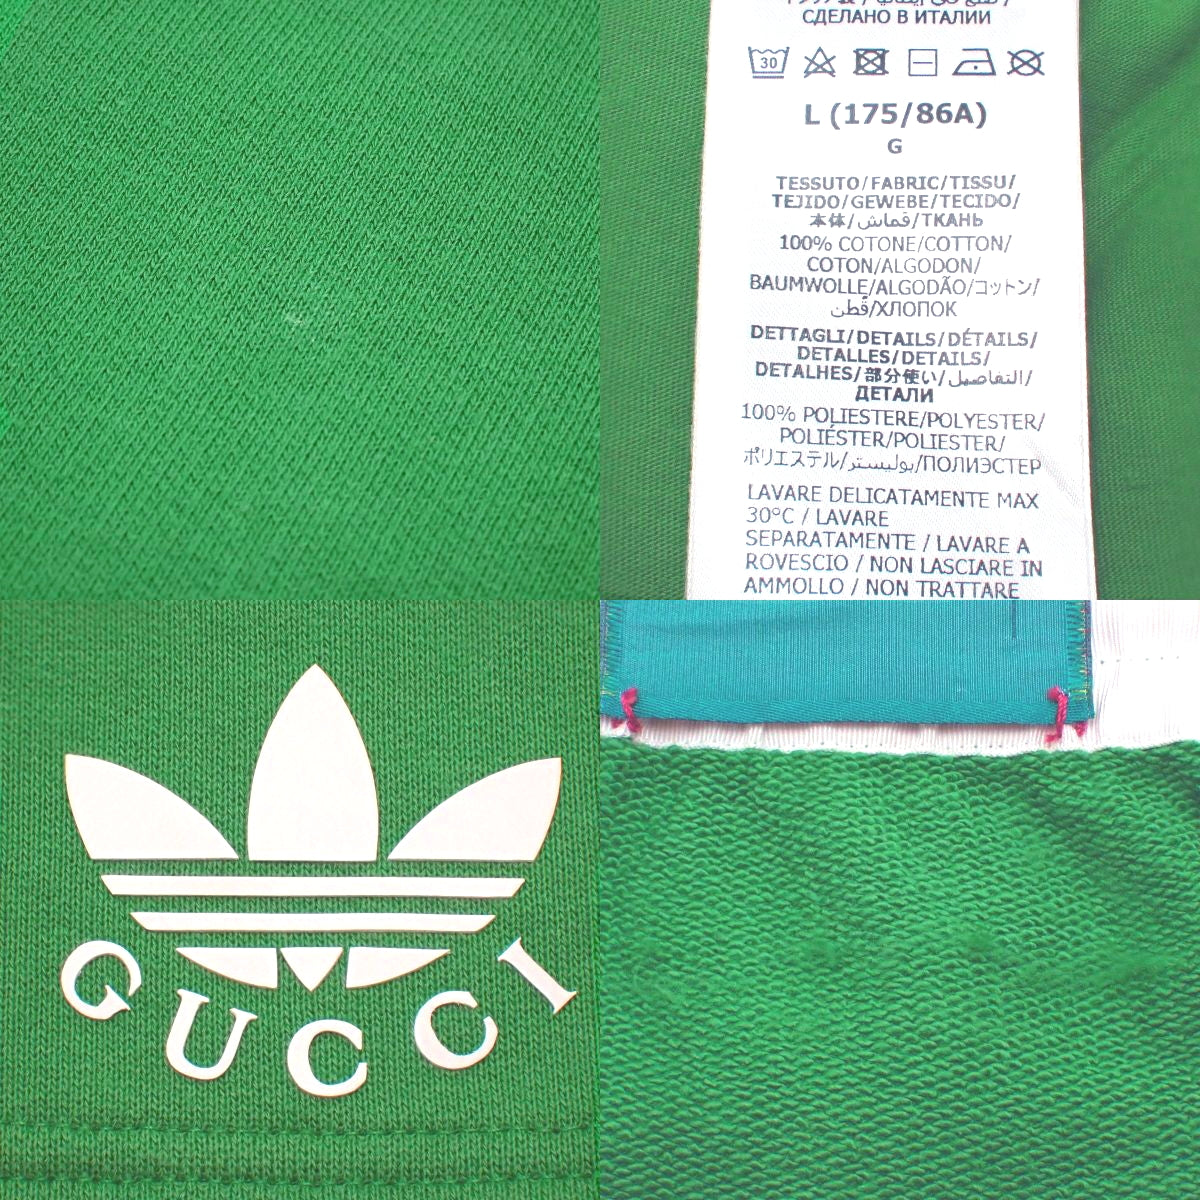 СДЕЛАНО В ИТАЛИИ
30
L (175/86A)
G
TESSUTO/FABRIC/TISSU/
TEJIDO/GEWEBE/TECIDO/
本体/قماش/ТКАНЬ
100% COTONE/COTTON/
COTON/ALGODON/
BAUMWOLLE/ALGODÃO/コットン/
قطن/ХЛОПОК
DETTAGLI/DETAILS/DÉTAILS/
DETALLES/DETAILS/
DETALHES/部分使い/التفاصيل/
ДЕТАЛИ
100% POLIESTERE/POLYESTER/
POLIÉSTER/POLIESTER/
ポリエステル/بوليستر/ПОЛИЭСТЕР
LAVARE DELICATAMENTE MAX
30°C / LAVARE
SEPARATAMENTE / LAVARE A
ROVESCIO / NON LASCIARE IN
AMMOLLO / NON TRATTARE
GUCCI